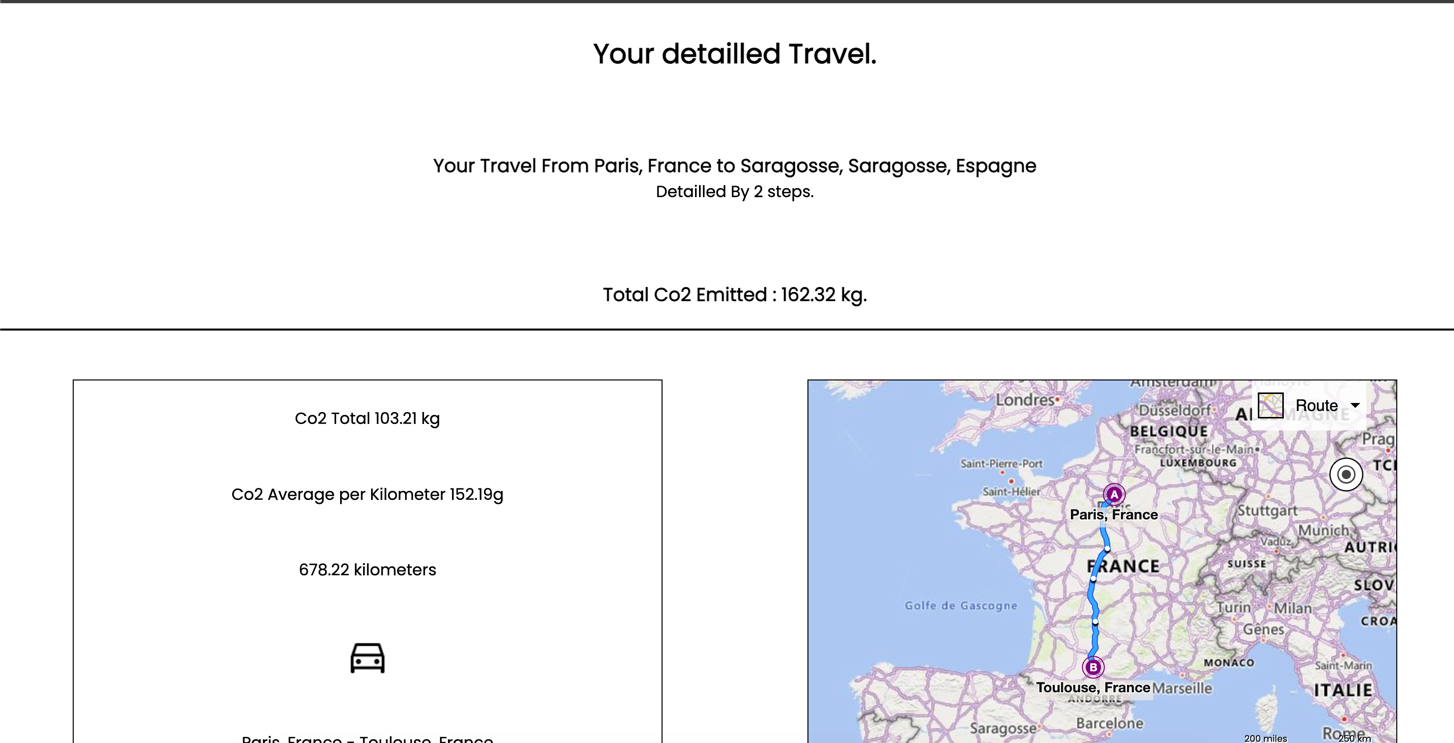 Your detailled Travel.
Your Travel From Paris, France to Saragosse, Saragosse, Espagne
Detailled By 2 steps.
Total Co2 Emitted : 162.32 kg.
Co2 Total 103.21 kg
Co2 Average per Kilometer 152.19g
678.22 kilometers
Paris, France - Toulouse, France
Amsterdam
Londres
Route
Düsseldorf
BELGIQUE
Francfort-sur-le-Main
Prag
Saint-Pierre-Port
LUXEMBOURG
TCH
Saint-Hélier
A
Paris, France
Stuttgart
Munich
Vaduz
AUTRI
FRANCE
SUISSE
SLOV
Golfe de Gascogne
Turin
Milan
CROA
Gênes
B
MONACO
Saint-Marin
Toulouse, France
Marseille
ITALIE
ANDORRE
Saragosse
Barcelone
Rome
200 miles
250 km